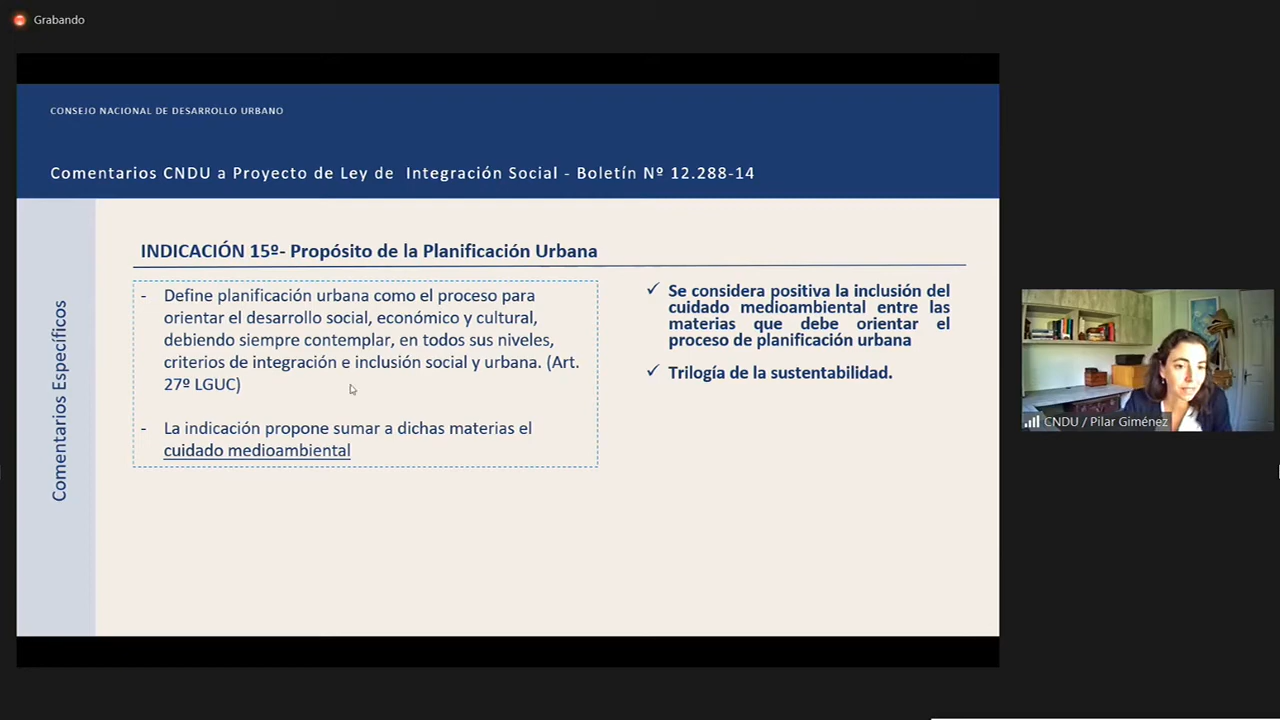 Grabando
CONSEJO NACIONAL DE DESARROLLO URBANO
Comentarios CNDU a Proyecto de Ley de Integración Social - Boletín Nº 12.288-14
Comentarios Específicos
INDICACIÓN 15º- Propósito de la Planificación Urbana
- Define planificación urbana como el proceso para
orientar el desarrollo social, económico y cultural,
debiendo siempre contemplar, en todos sus niveles,
criterios de integración e inclusión social y urbana. (Art.
27º LGUC)
- La indicación propone sumar a dichas materias el
cuidado medioambiental
✓ Se considera positiva la inclusión del
cuidado medioambiental entre las
materias que debe orientar el
proceso de planificación urbana
✓ Trilogía de la sustentabilidad.
CNDU / Pilar Giménez